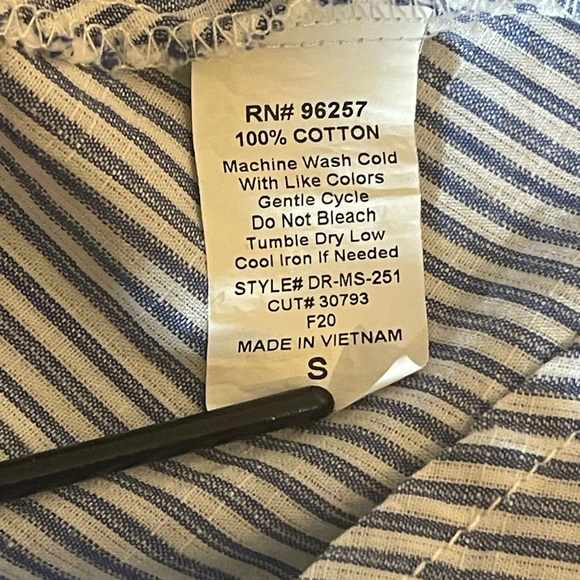 RN# 96257
100% COTTON
Machine Wash Cold
With Like Colors
Gentle Cycle
Do Not Bleach
Tumble Dry Low
Cool Iron If Needed
STYLE# DR-MS-251
CUT# 30793
F20
MADE IN VIETNAM
S